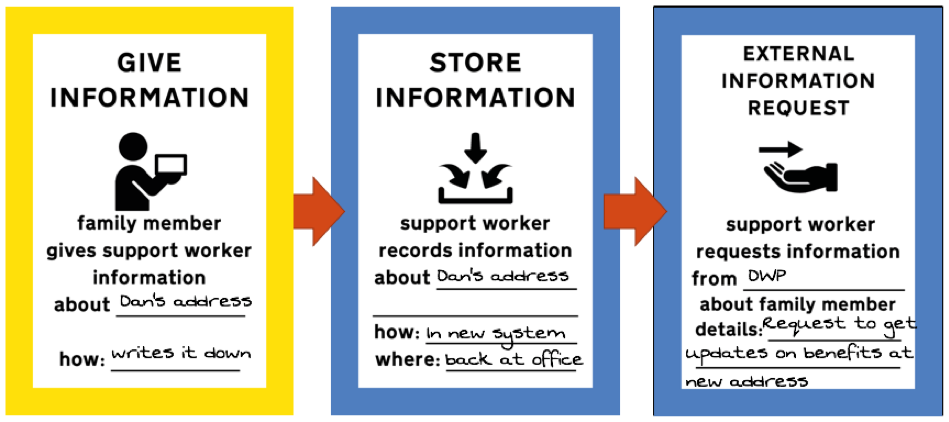 GIVE
INFORMATION
family member
gives support worker
information
about Dan's address
how: writes it down
STORE
INFORMATION
support worker
records information
about Dan's address
how: In new system
where: back at office
EXTERNAL
INFORMATION
REQUEST
support worker
requests information
from DWP
about family member
details: Request to get
updates on benefits at
new address